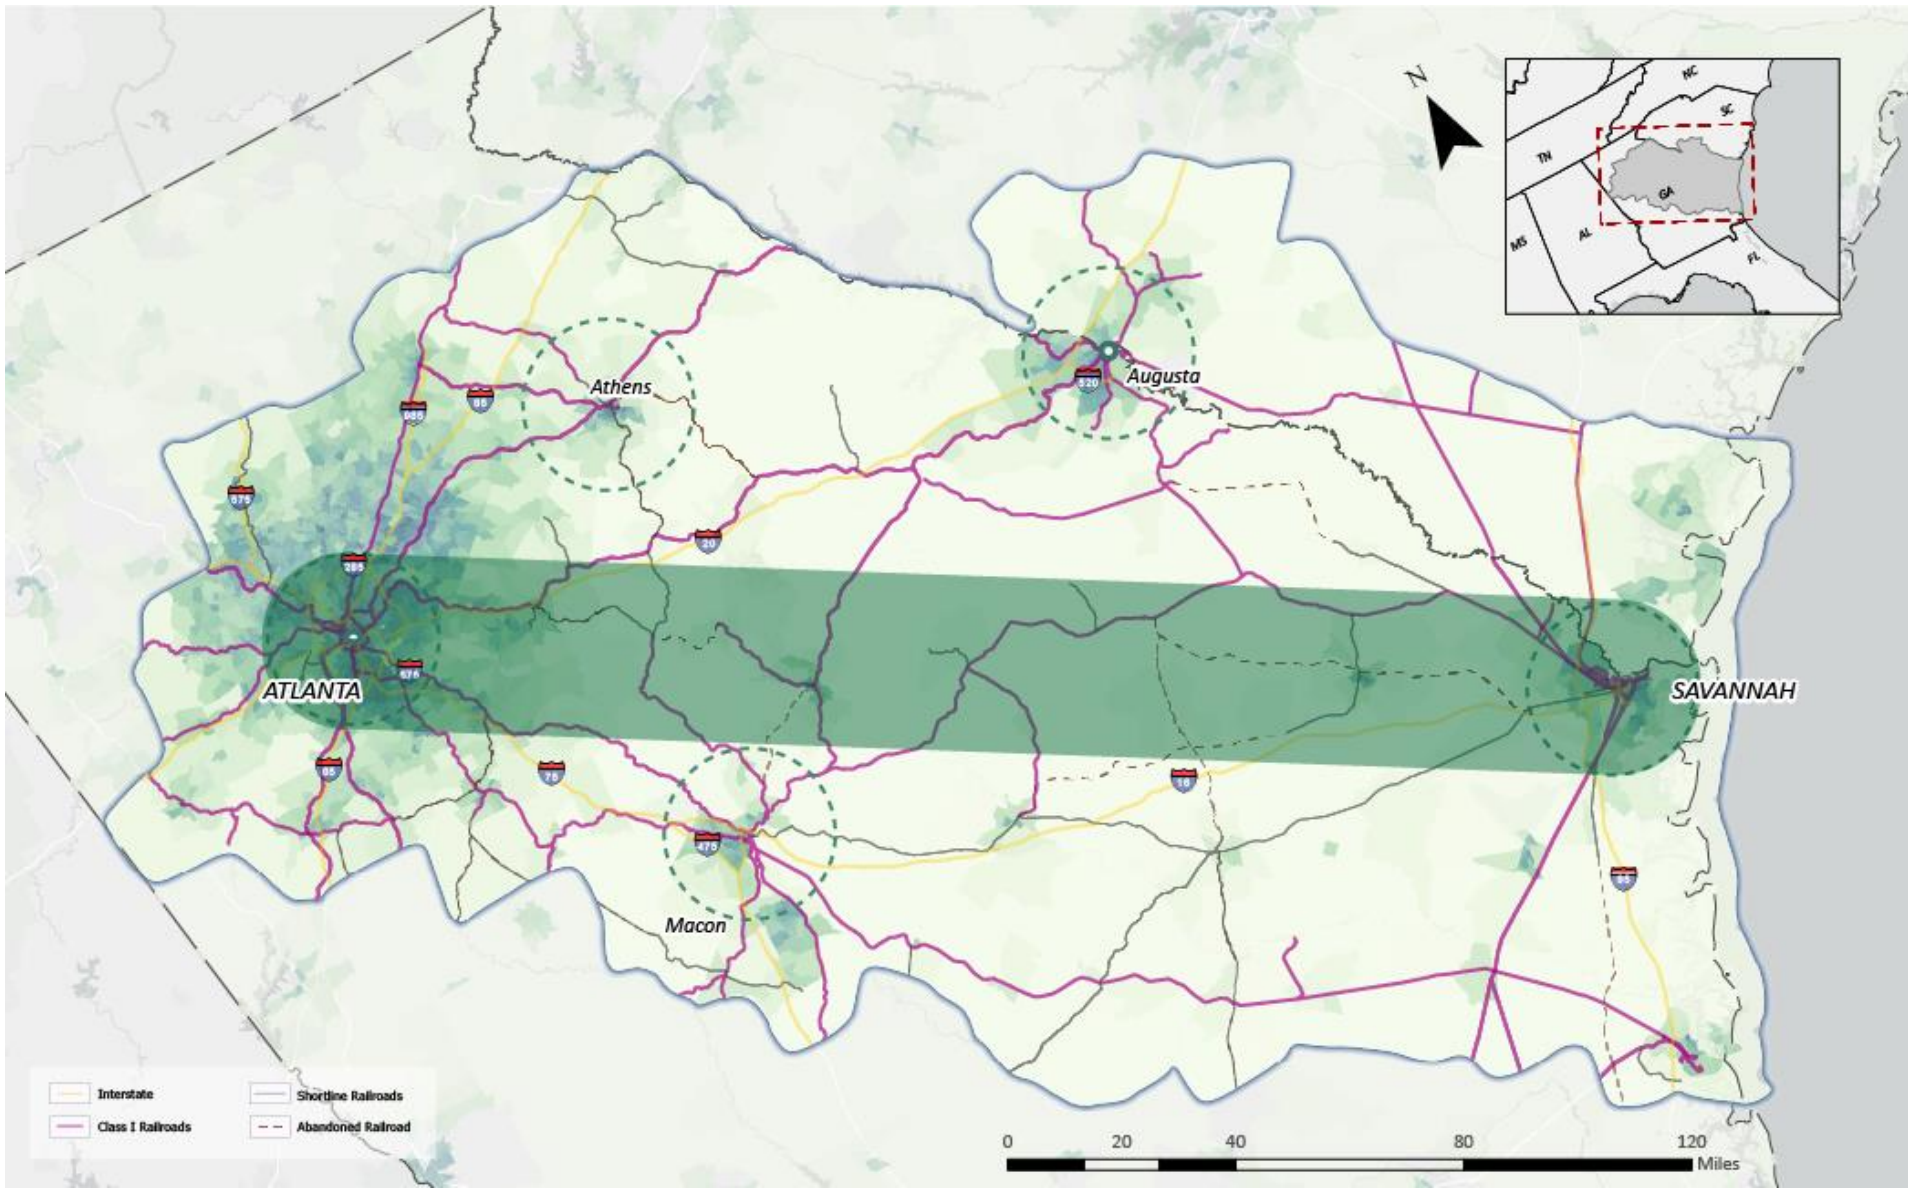 N
NC
SC
TN
GA
MS
AL
FL
Athens
Augusta
985
85
520
575
20
285
ATLANTA
675
SAVANNAH
85
75
16
475
95
Macon
Interstate
Shortline Railroads
Class I Railroads
Abandoned Railroad
0 20 40 80 120
Miles